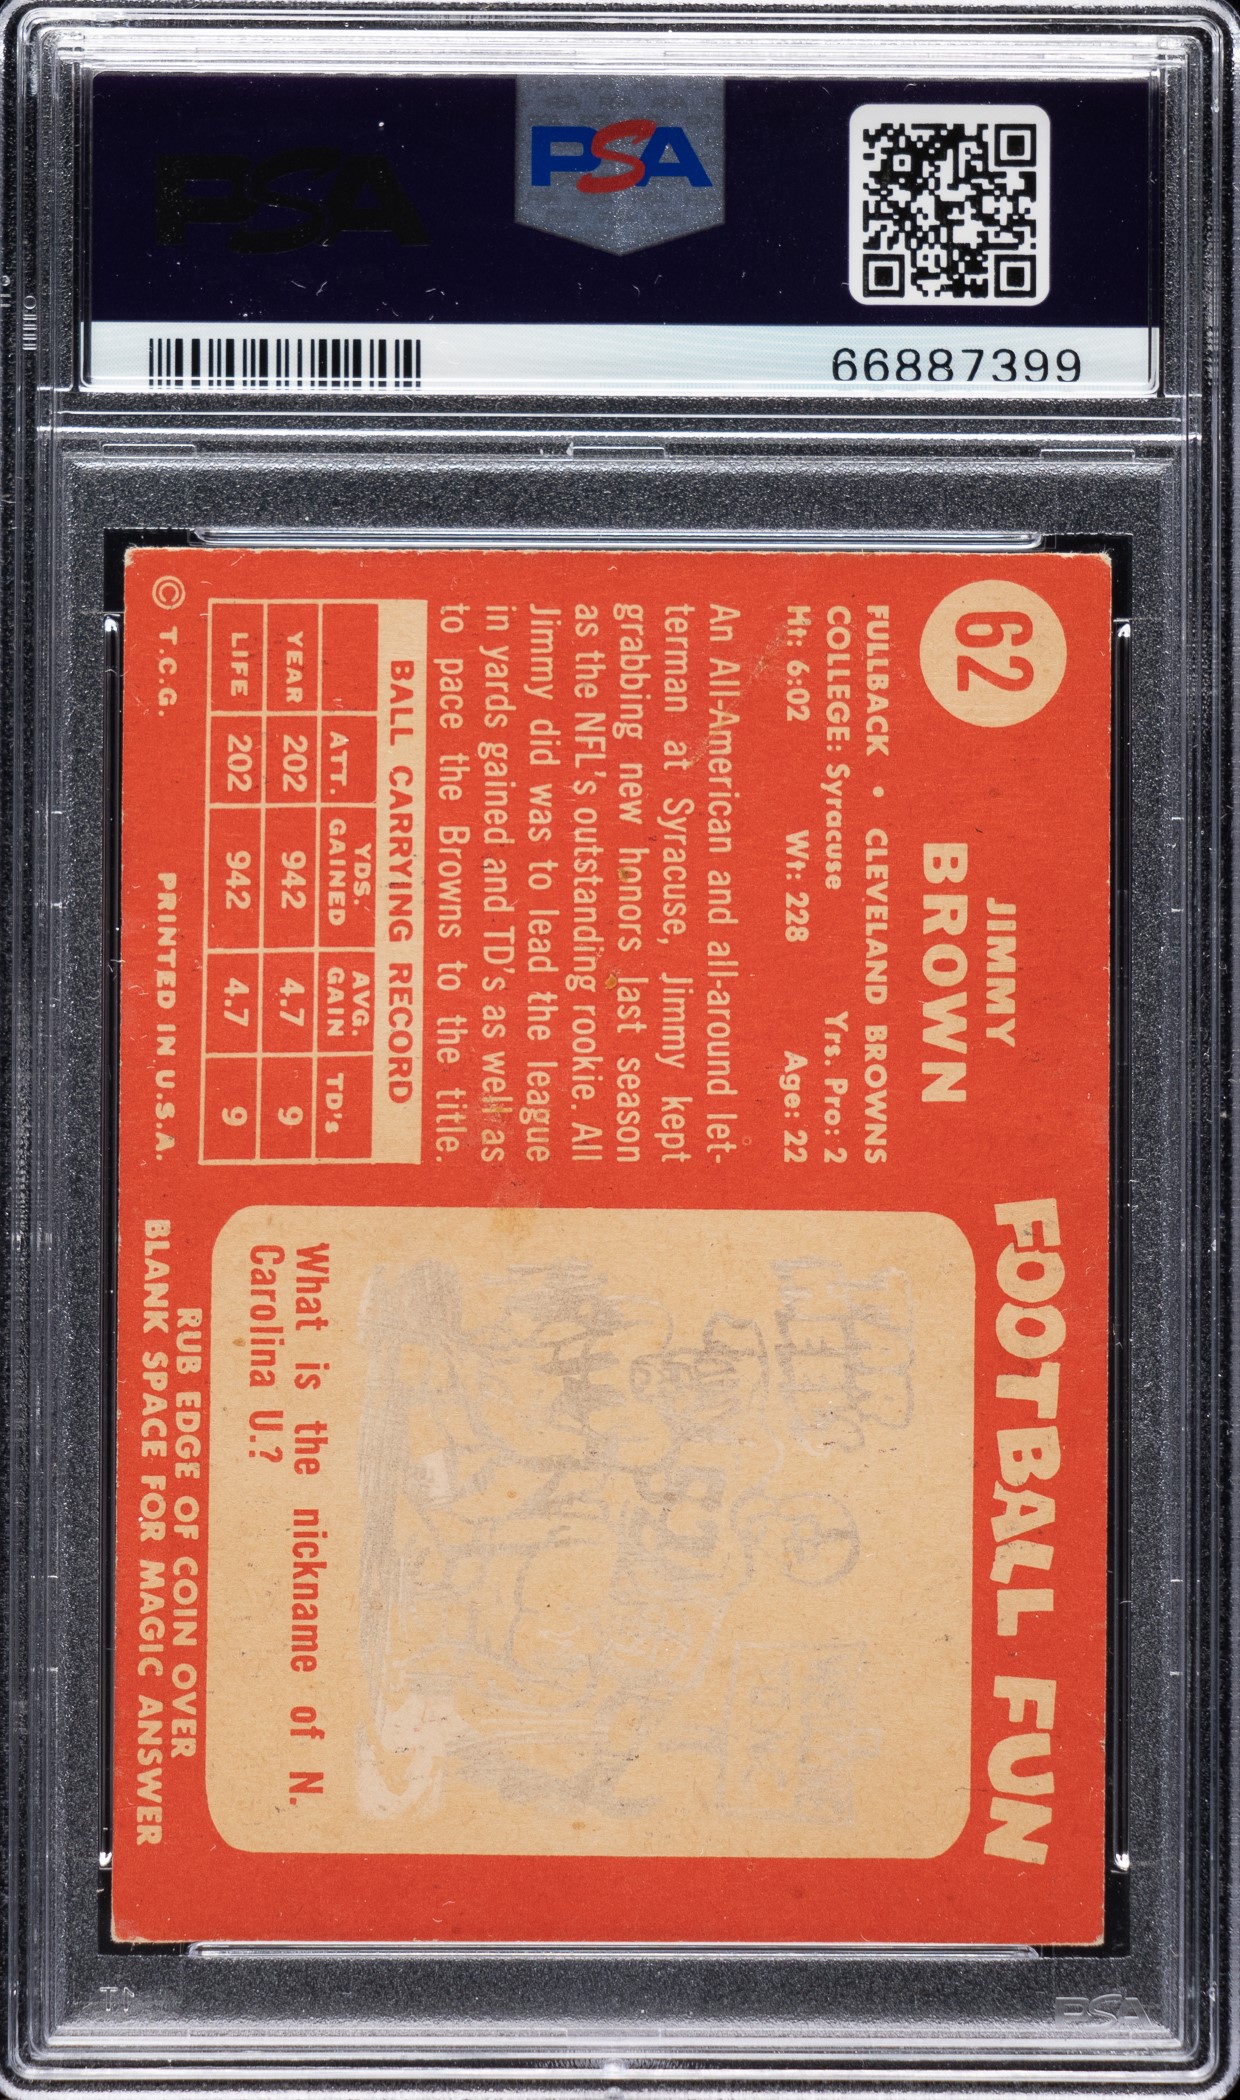 PSA
PSA
66887399
62
JIMMY
BROWN
FULLBACK • CLEVELAND BROWNS
COLLEGE: Syracuse Yrs. Pro: 2
Ht: 6:02 Wt: 228 Age: 22
An All-American and all-around let-
terman at Syracuse, Jimmy kept
grabbing new honors last season
as the NFL's outstanding rookie. All
Jimmy did was to lead the league
in yards gained and TD's as well as
to pace the Browns to the title.
BALL CARRYING RECORD
ATT. YDS. GAINED AVG. GAIN TD's
YEAR 202 942 4.7 9
LIFE 202 942 4.7 9
© T.C.G. PRINTED IN U.S.A.
FOOTBALL FUN
What is the nickname of N.
Carolina U.?
RUB EDGE OF COIN OVER
BLANK SPACE FOR MAGIC ANSWER
PSA